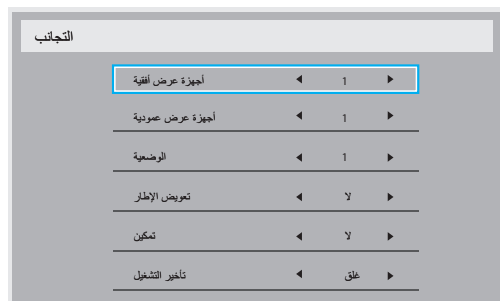 التجانب
أجهزة عرض أفقية 1
أجهزة عرض عمودية 1
الوضعية 1
تعويض الإطار لا
تمكين لا
تأخير التشغيل غلق